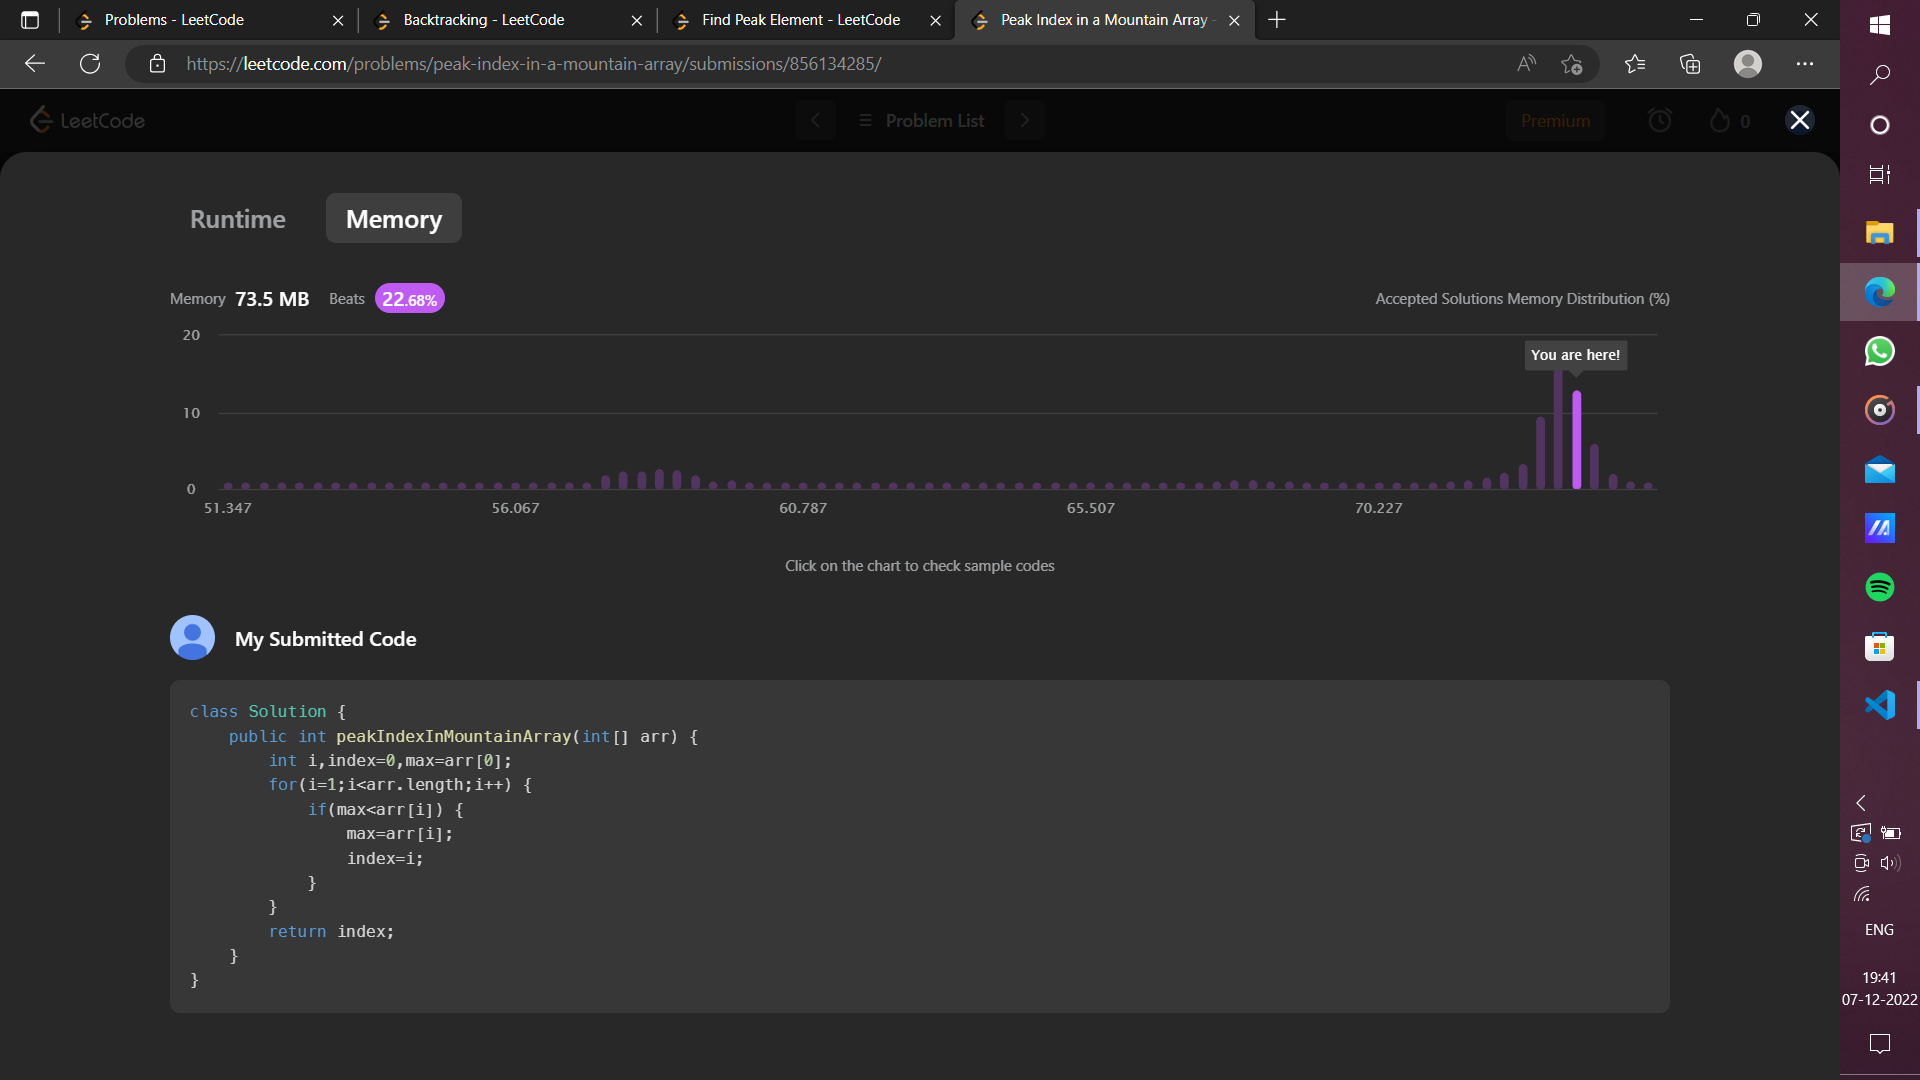 Problems - LeetCode
Backtracking - LeetCode
Find Peak Element - LeetCode
Peak Index in a Mountain Array -
https://leetcode.com/problems/peak-index-in-a-mountain-array/submissions/856134285/
LeetCode
Problem List
Premium
0
Runtime
Memory
Memory 73.5 MB Beats 22.68%
Accepted Solutions Memory Distribution (%)
20
You are here!
10
0
51.347 56.067 60.787 65.507 70.227
Click on the chart to check sample codes
My Submitted Code
class Solution {
    public int peakIndexInMountainArray(int[] arr) {
        int i,index=0,max=arr[0];
        for(i=1;i<arr.length;i++) {
            if(max<arr[i]) {
                max=arr[i];
                index=i;
            }
        }
        return index;
    }
}
ENG
19:41
07-12-2022